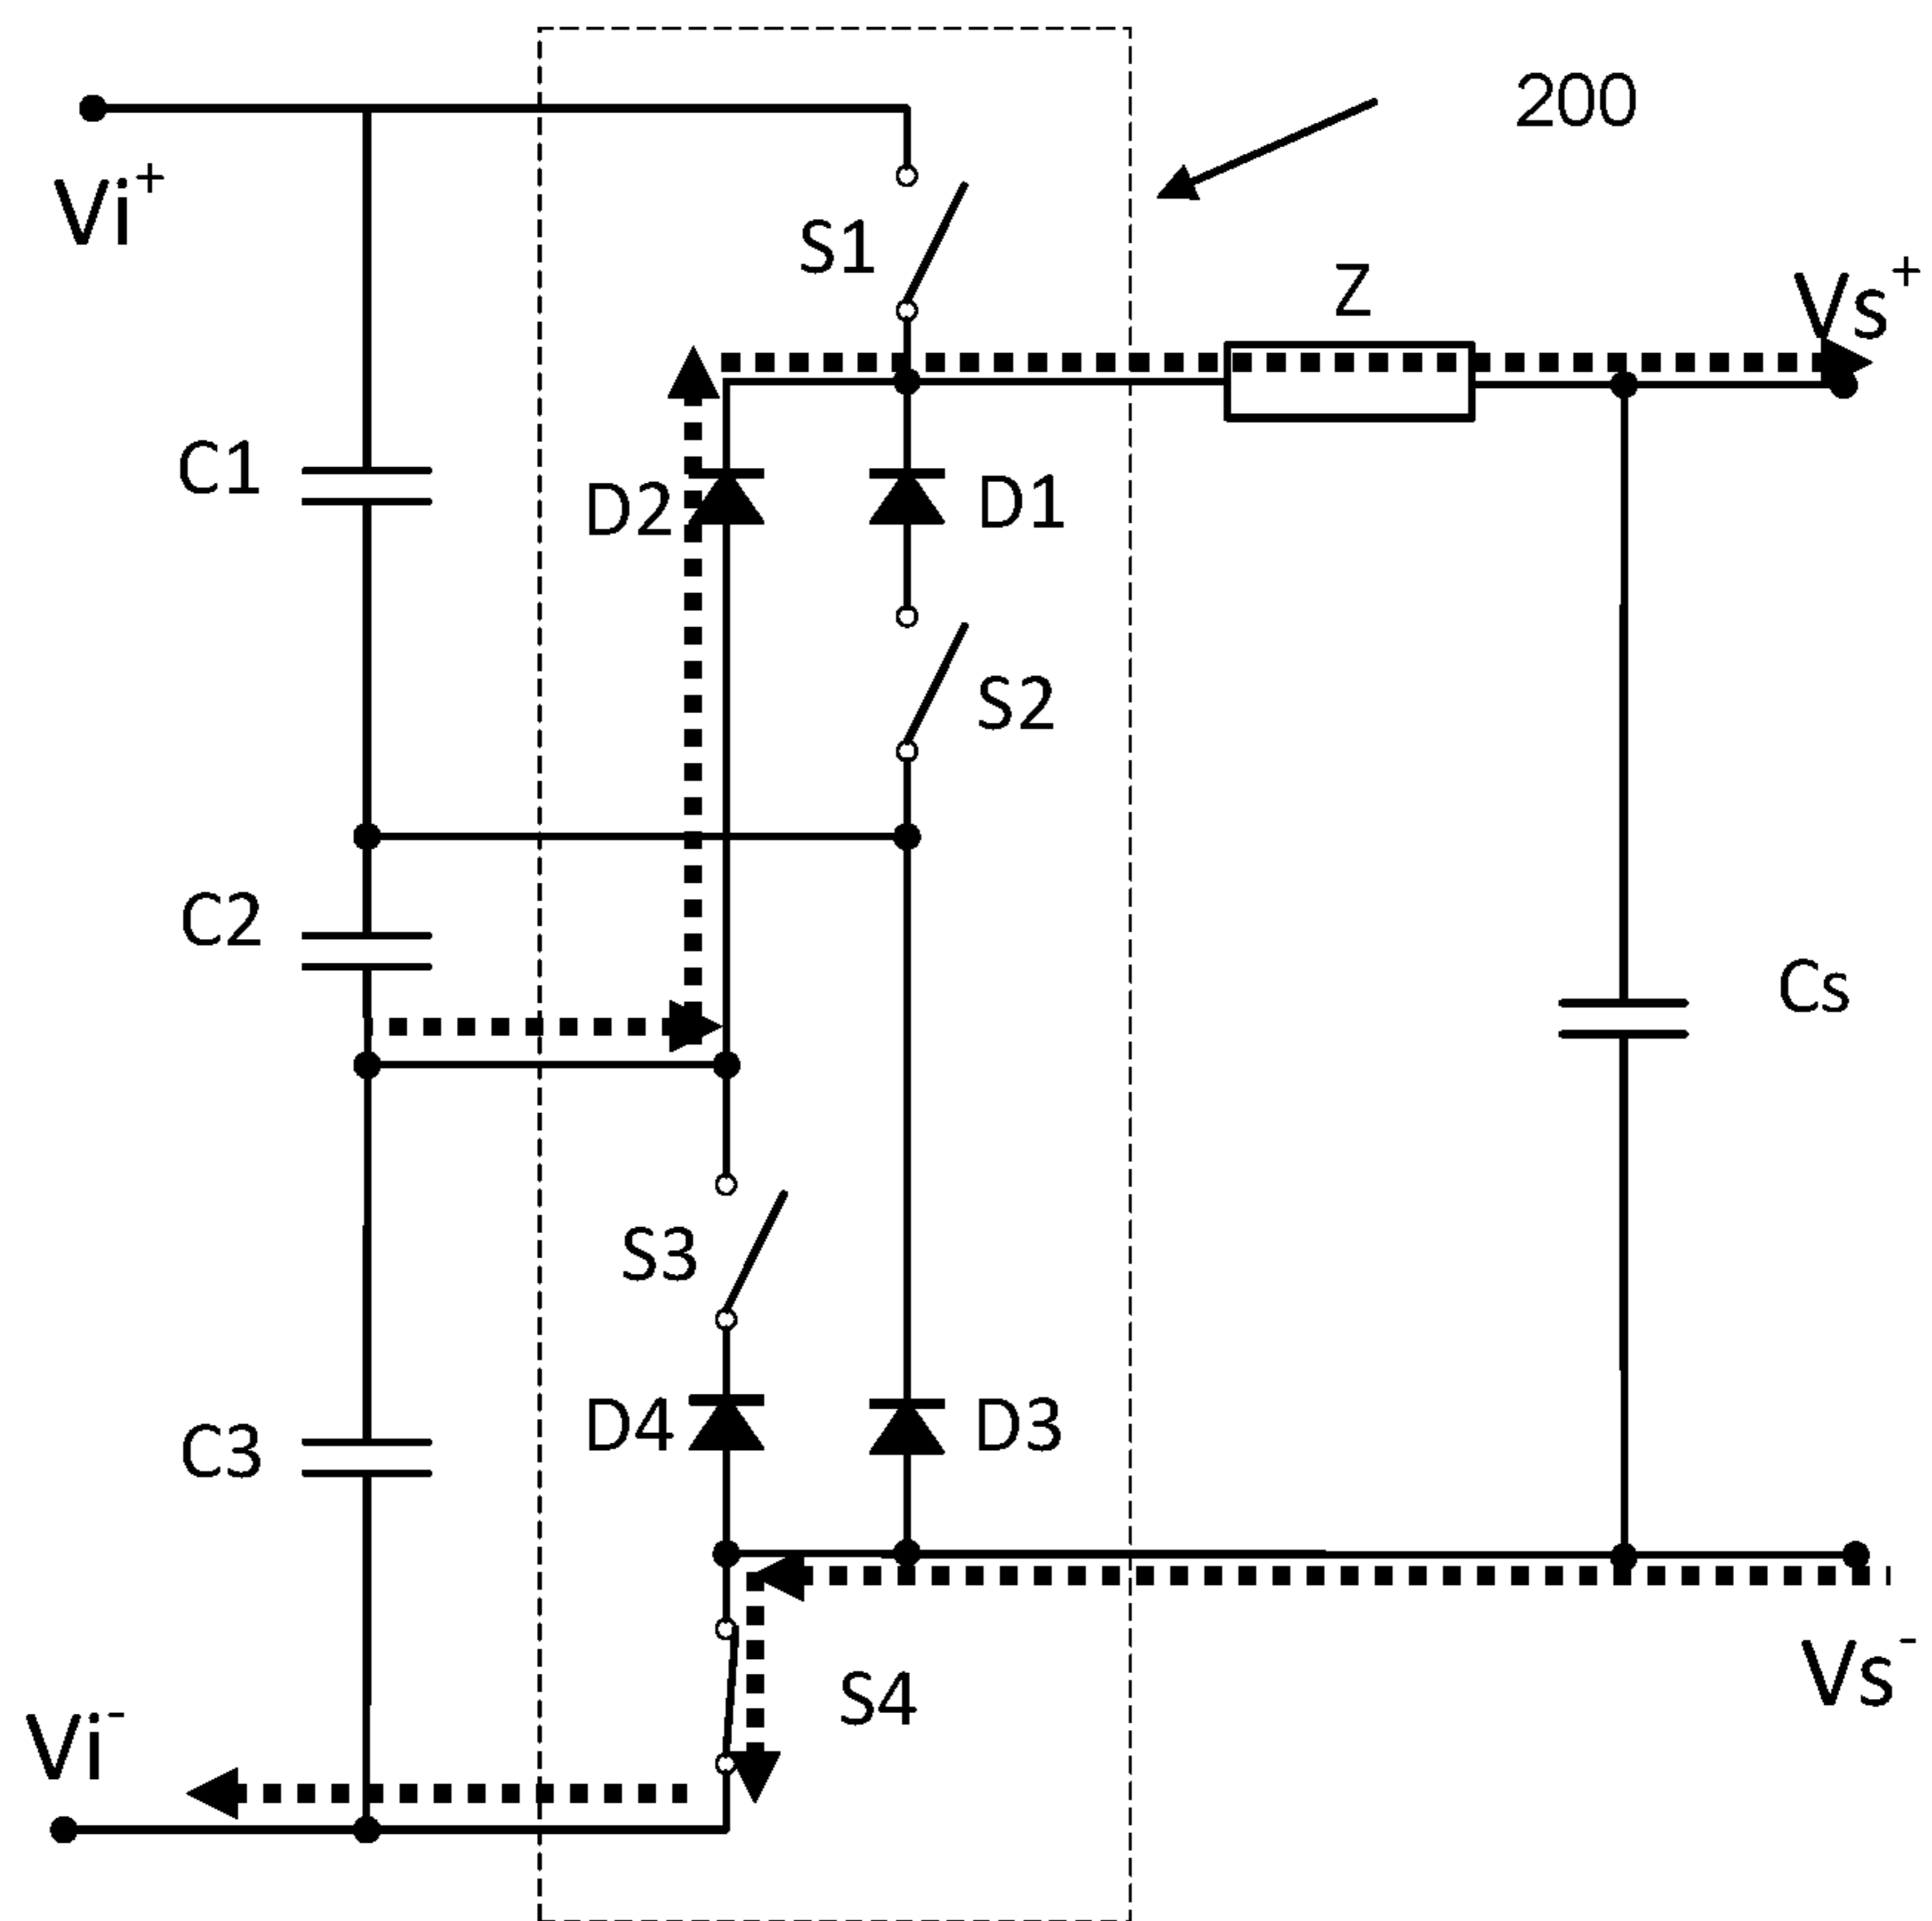 200
Vi+
S1
Z
Vs+
C1
D2
D1
S2
C2
Cs
S3
C3
D4
D3
S4
Vs-
Vi-